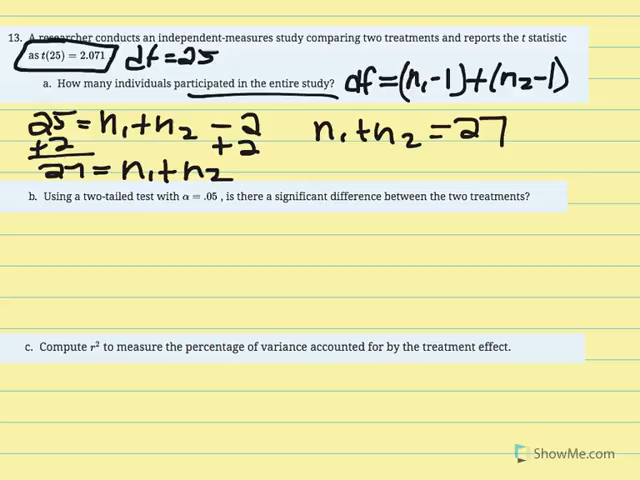 13. A researcher conducts an independent-measures study comparing two treatments and reports the t statistic
as t(25) = 2.071 df=25
a. How many individuals participated in the entire study? df=(n₁-1)+(n₂-1)
25=n₁+n₂-2 n₁+n₂=27
+2 +2
27=n₁+n₂
b. Using a two-tailed test with α = .05, is there a significant difference between the two treatments?
c. Compute r² to measure the percentage of variance accounted for by the treatment effect.
ShowMe.com